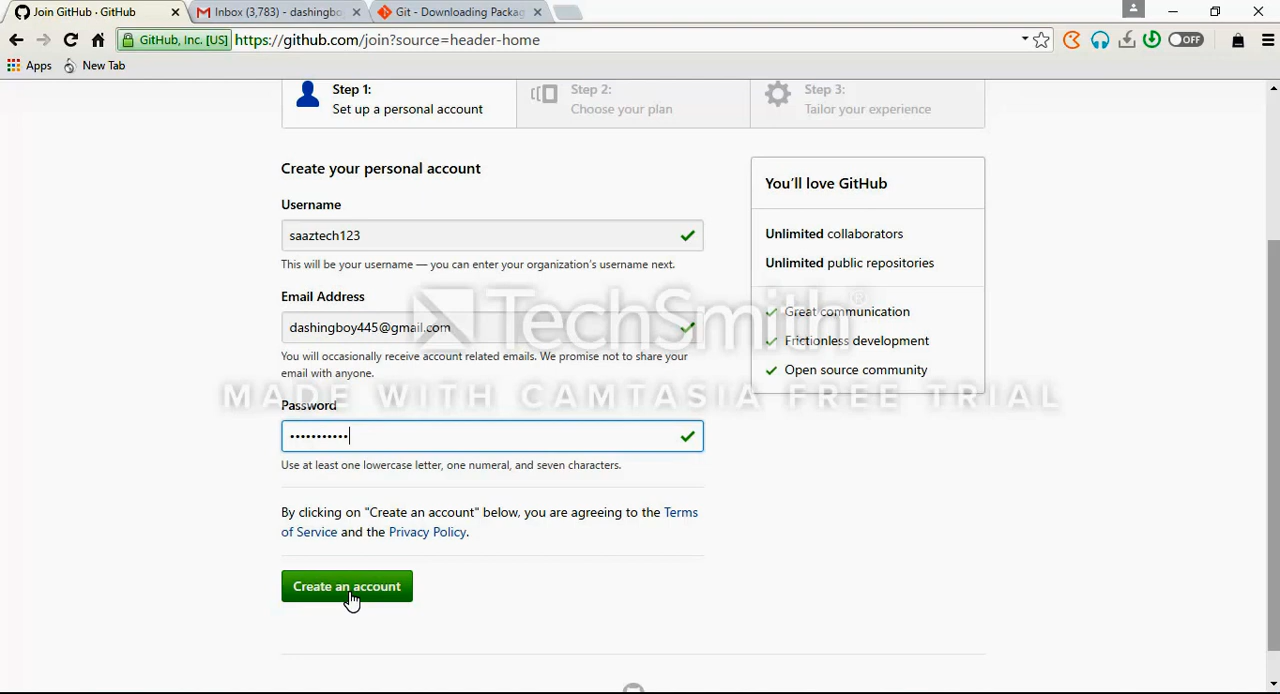 Join GitHub · GitHub
Inbox (3,783) - dashingbo
Git - Downloading Packag
GitHub, Inc. [US]
https://github.com/join?source=header-home
OFF
Apps
New Tab
Step 1:
Set up a personal account
Step 2:
Choose your plan
Step 3:
Tailor your experience
Create your personal account
Username
saaztech123
This will be your username — you can enter your organization's username next.
Email Address
dashingboy445@gmail.com
You will occasionally receive account related emails. We promise not to share your
email with anyone.
Password
•••••••••••
Use at least one lowercase letter, one numeral, and seven characters.
By clicking on "Create an account" below, you are agreeing to the Terms
of Service and the Privacy Policy.
Create an account
You'll love GitHub
Unlimited collaborators
Unlimited public repositories
Great communication
Frictionless development
Open source community
TechSmith®
MADE WITH CAMTASIA FREE TRIAL